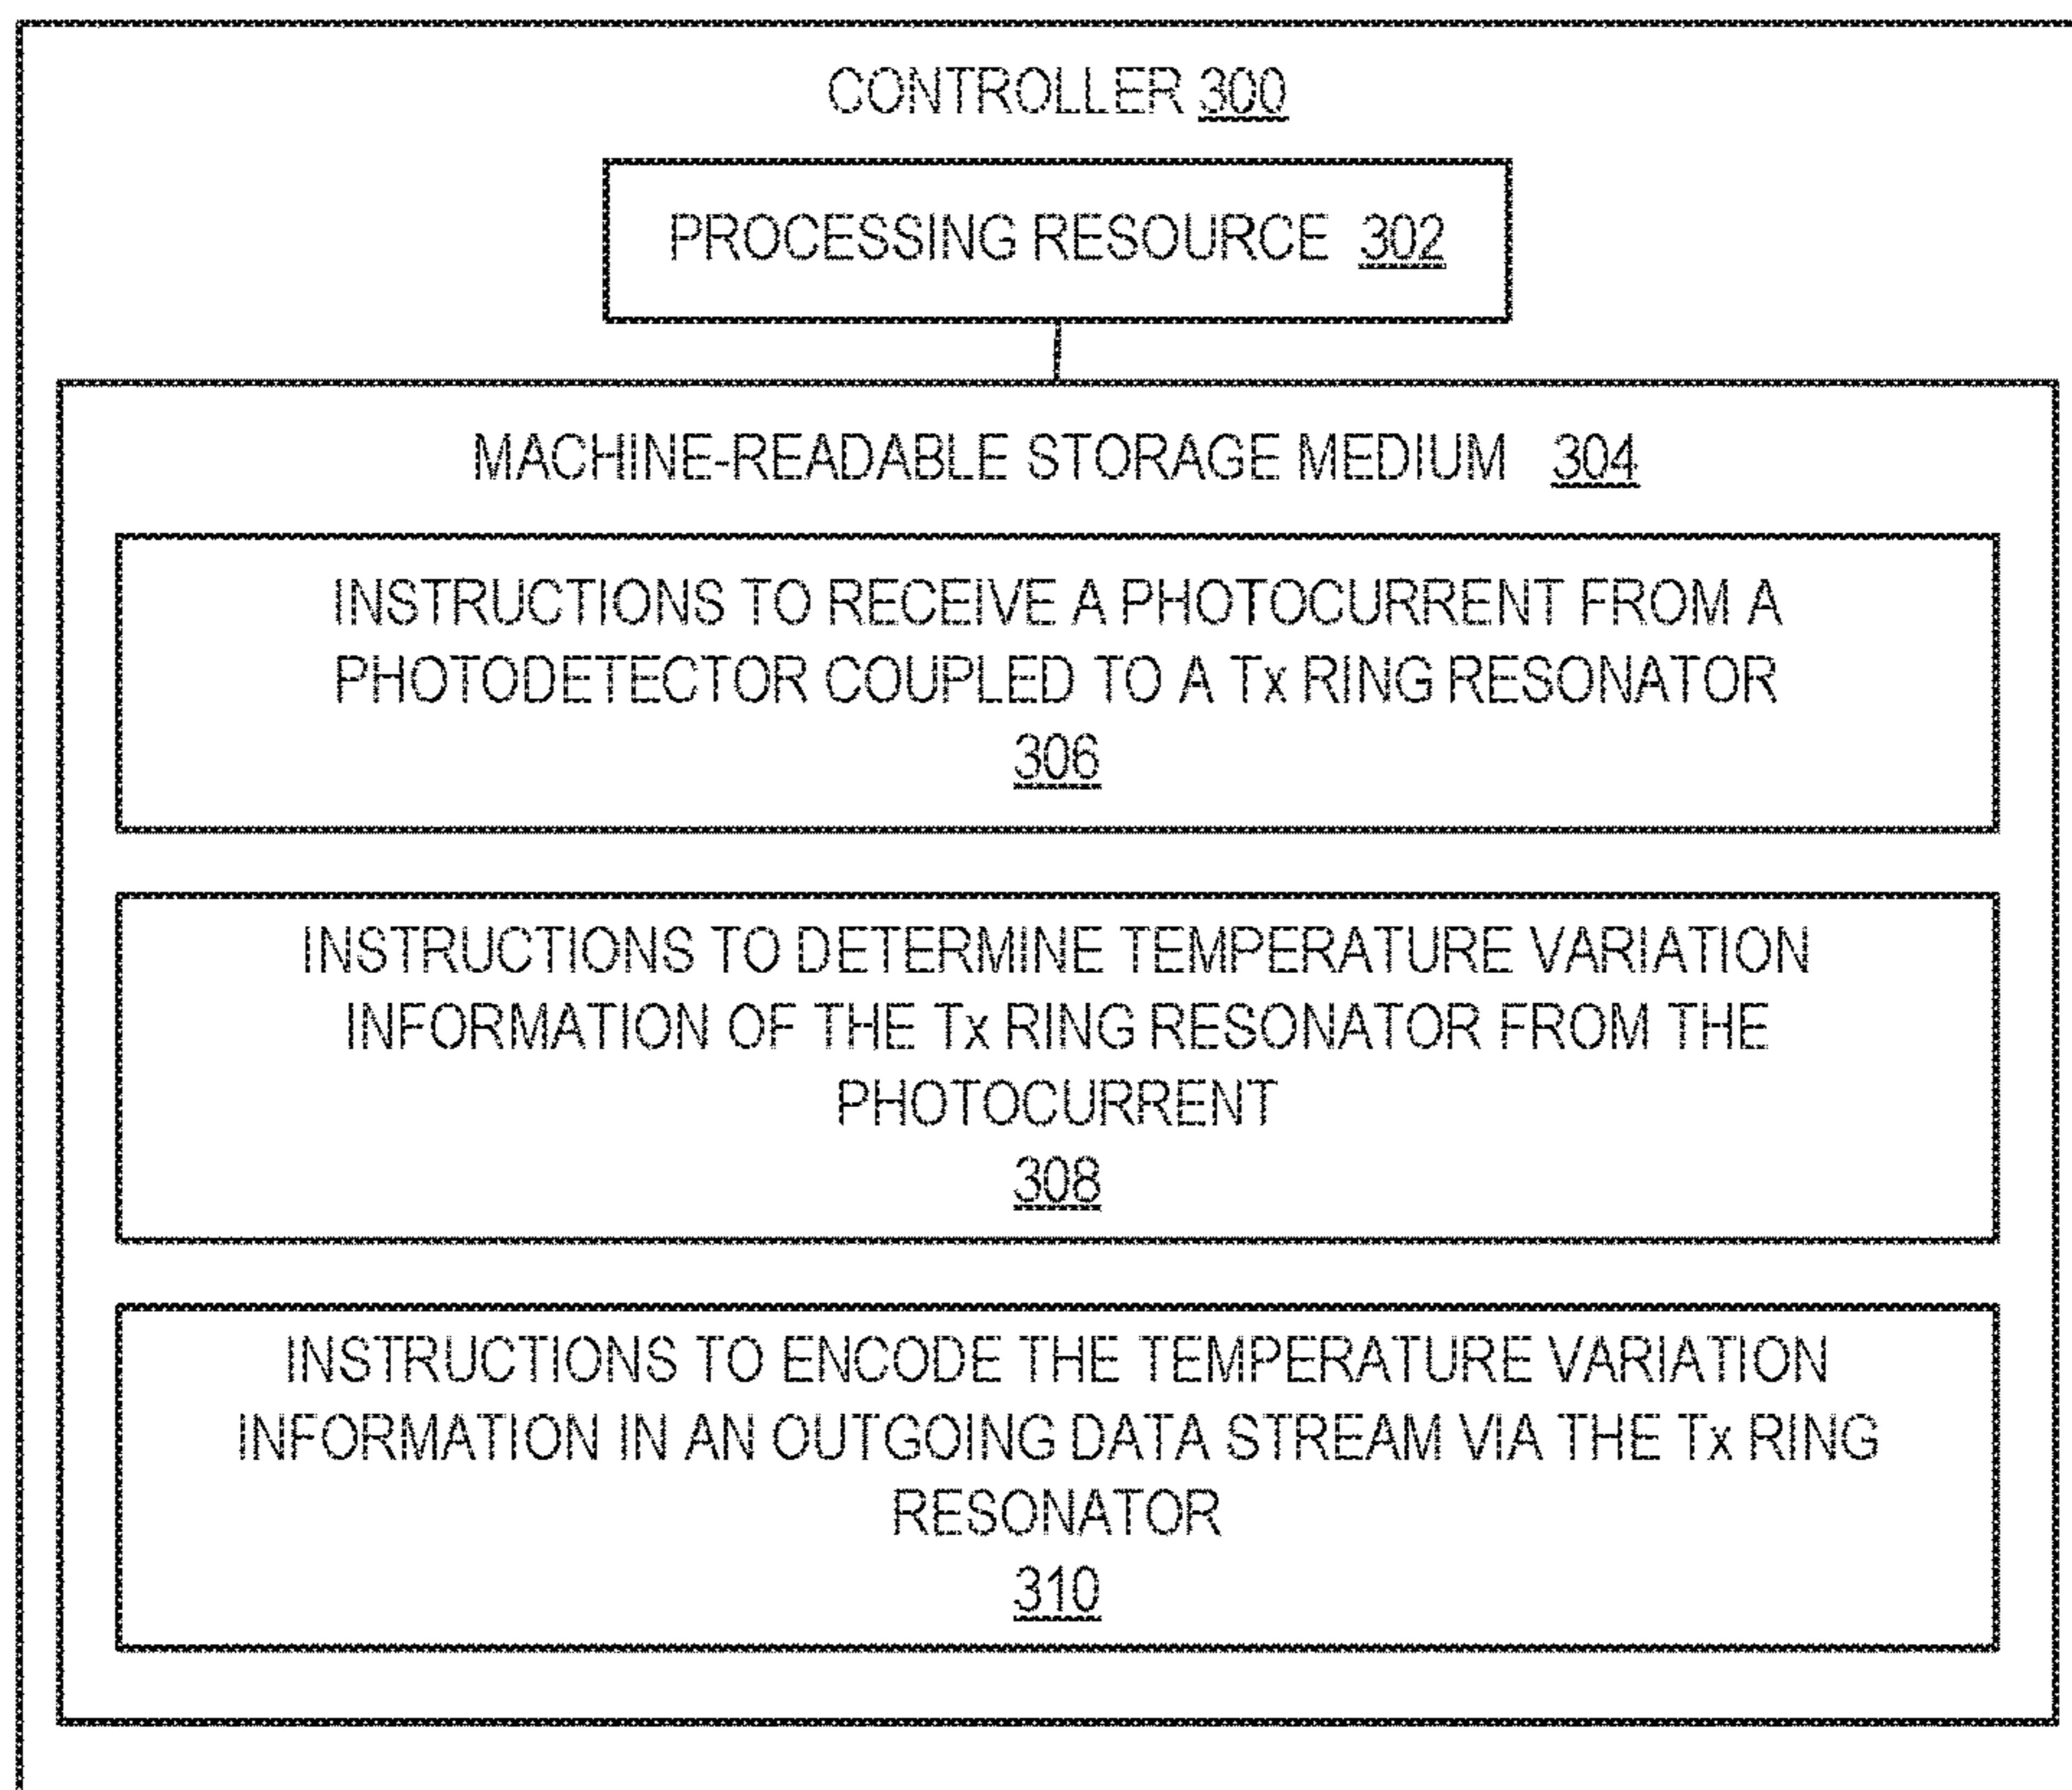 CONTROLLER 300
PROCESSING RESOURCE 302
MACHINE-READABLE STORAGE MEDIUM 304
INSTRUCTIONS TO RECEIVE A PHOTOCURRENT FROM A
PHOTODETECTOR COUPLED TO A Tx RING RESONATOR
306
INSTRUCTIONS TO DETERMINE TEMPERATURE VARIATION
INFORMATION OF THE Tx RING RESONATOR FROM THE
PHOTOCURRENT
308
INSTRUCTIONS TO ENCODE THE TEMPERATURE VARIATION
INFORMATION IN AN OUTGOING DATA STREAM VIA THE Tx RING
RESONATOR
310